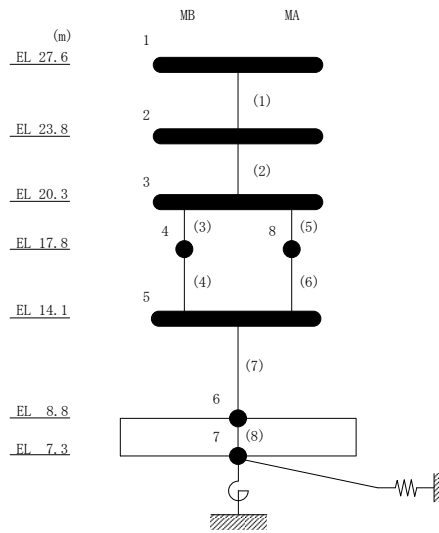 MB MA
(m)
1
EL 27.6
(1)
2
EL 23.8
(2)
3
EL 20.3
(3) (5)
4 8
EL 17.8
(4) (6)
5
EL 14.1
(7)
6
EL 8.8
7 (8)
EL 7.3